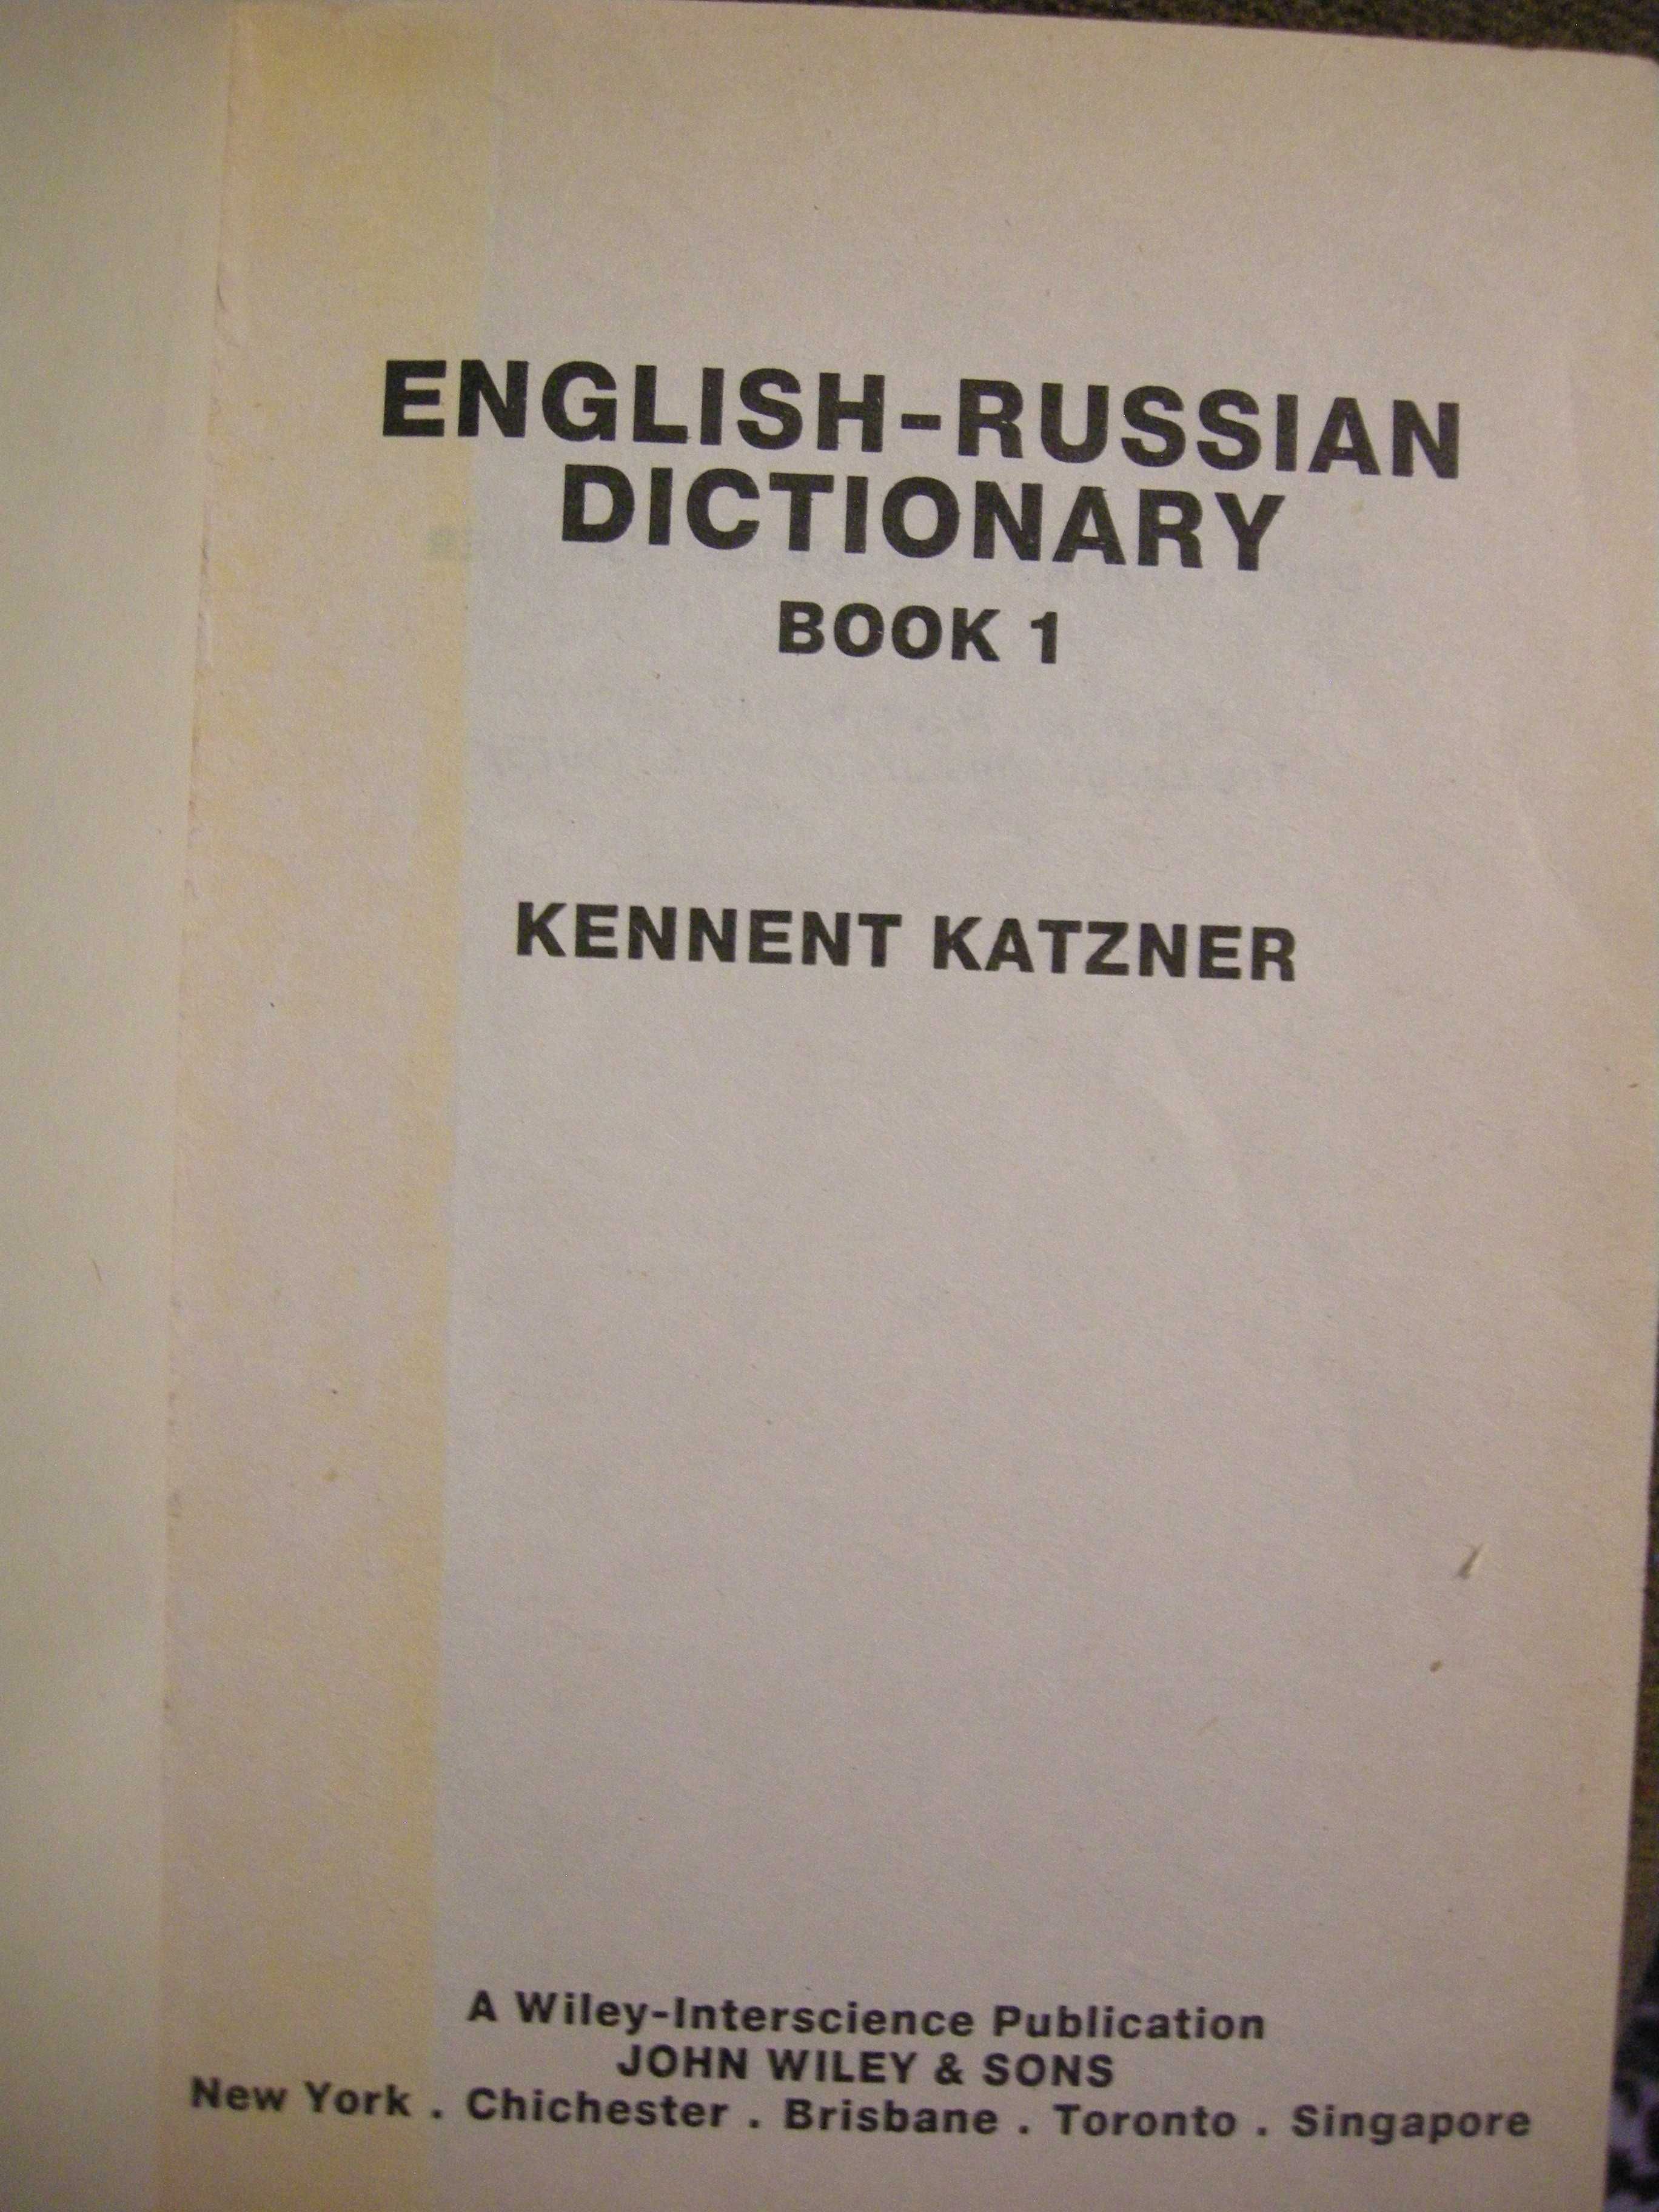 ENGLISH-RUSSIAN
DICTIONARY
BOOK 1
KENNENT KATZNER
A Wiley-Interscience Publication
JOHN WILEY & SONS
New York . Chichester . Brisbane . Toronto . Singapore